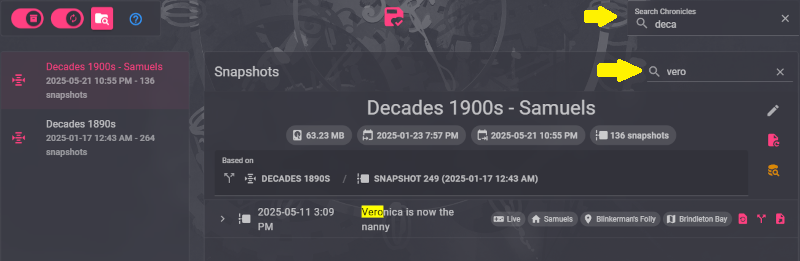 Search Chronicles
deca
Decades 1900s - Samuels
2025-05-21 10:55 PM - 136
snapshots
Decades 1890s
2025-01-17 12:43 AM - 264
snapshots
Snapshots
vero
Decades 1900s - Samuels
63.23 MB
2025-01-23 7:57 PM
2025-05-21 10:55 PM
136 snapshots
Based on
DECADES 1890S / SNAPSHOT 249 (2025-01-17 12:43 AM)
2025-05-11 3:09
PM
Veronica is now the
nanny
Live
Samuels
Blinkerman's Folly
Brindleton Bay